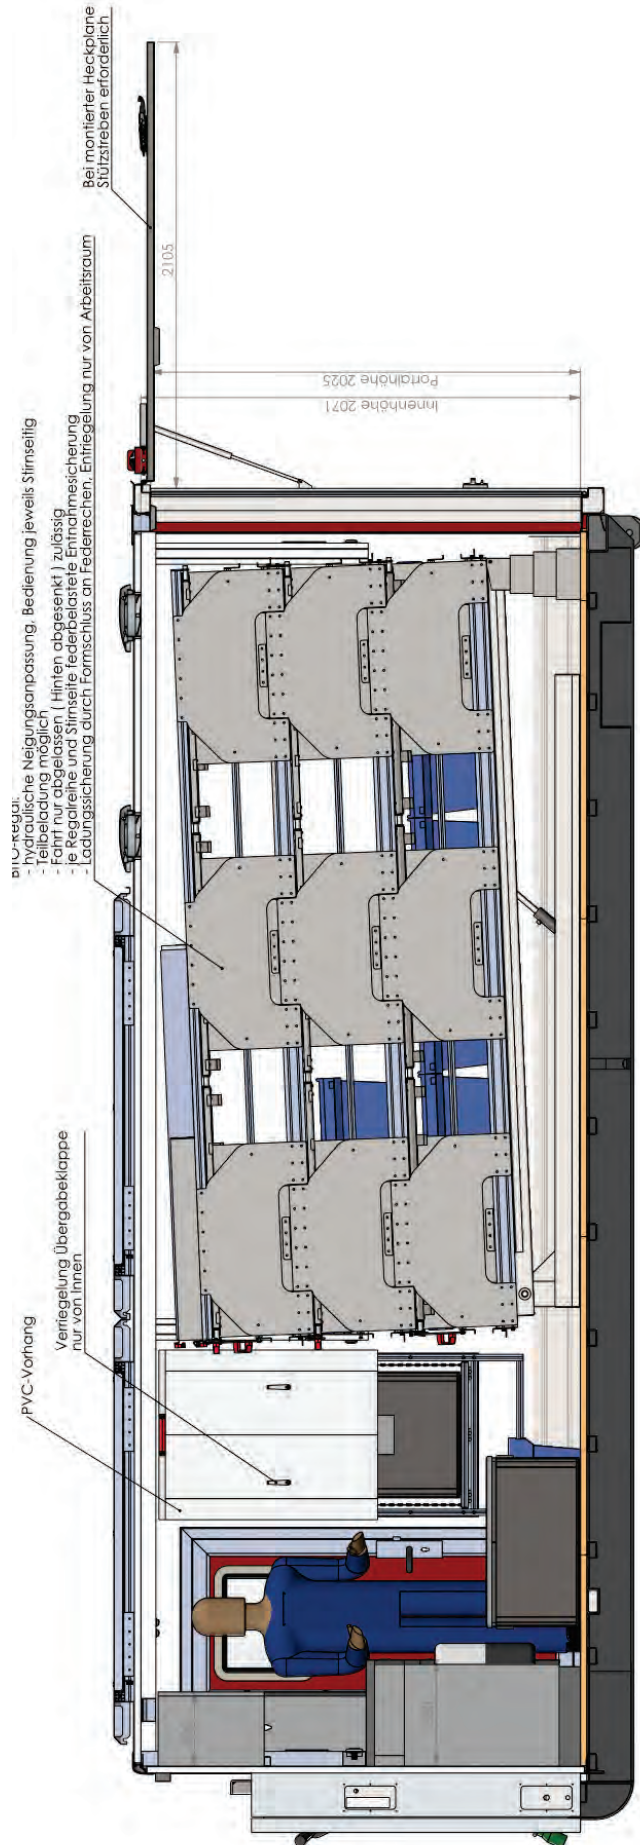 PVC-Vorhang
Verriegelung Übergabeklappe
nur von Innen
BITO-Regal:
- hydraulische Neigungsanpassung, Bedienung jeweils Stirnseitig
- Teilbeladung möglich
- Fahrt nur abgelassen ( Hinten abgesenkt ) zulässig
- je Regalreihe und Stirnseite federbelastete Entnahmesicherung
- Ladungssicherung durch Formschluss an Federrechen, Entriegelung nur von Arbeitsraum
Bei montierter Heckplane
Stützstreben erforderlich
2105
Innenhöhe 2071
Portalhöhe 2025